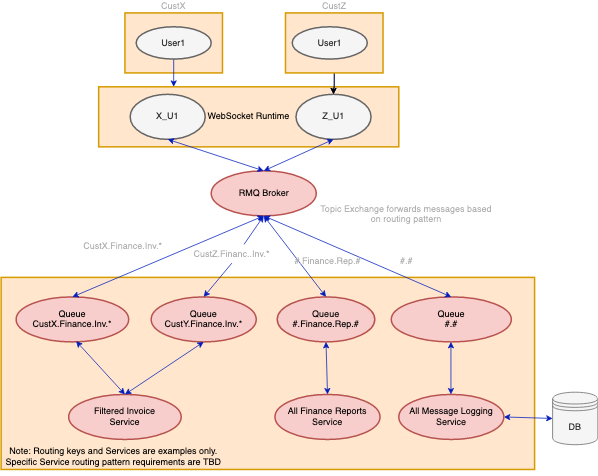 CustX
CustZ
User1
User1
X_U1
WebSocket Runtime
Z_U1
RMQ Broker
Topic Exchange forwards messages based
on routing pattern
CustX.Finance.Inv.*
CustZ.Financ..Inv.*
#.Finance.Rep.#
#.#
Queue
CustX.Finance.Inv.*
Queue
CustY.Finance.Inv.*
Queue
#.Finance.Rep.#
Queue
#.#
Filtered Invoice
Service
All Finance Reports
Service
All Message Logging
Service
DB
Note: Routing keys and Services are examples only.
Specific Service routing pattern requirements are TBD